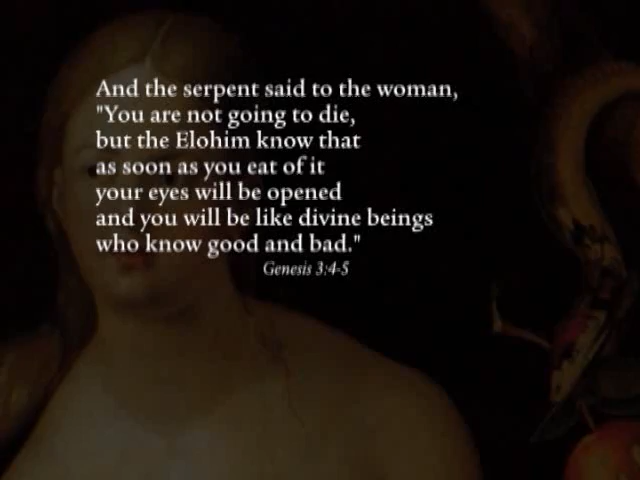 And the serpent said to the woman,
"You are not going to die,
but the Elohim know that
as soon as you eat of it
your eyes will be opened
and you will be like divine beings
who know good and bad."
Genesis 3:4-5